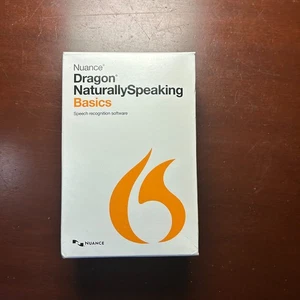 Nuance®
Dragon®
NaturallySpeaking
Basics
Speech recognition software
NUANCE